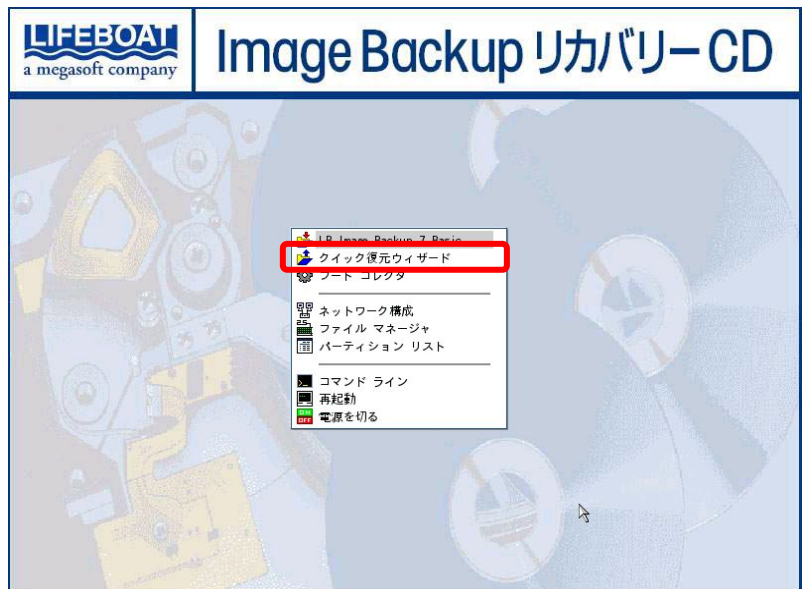 LIFEBOAT
a megasoft company
Image Backup リカバリーCD
LB Image Backup 7 Basic
クイック復元ウィザード
ブート コレクタ
ネットワーク構成
ファイル マネージャ
パーティション リスト
コマンド ライン
再起動
電源を切る